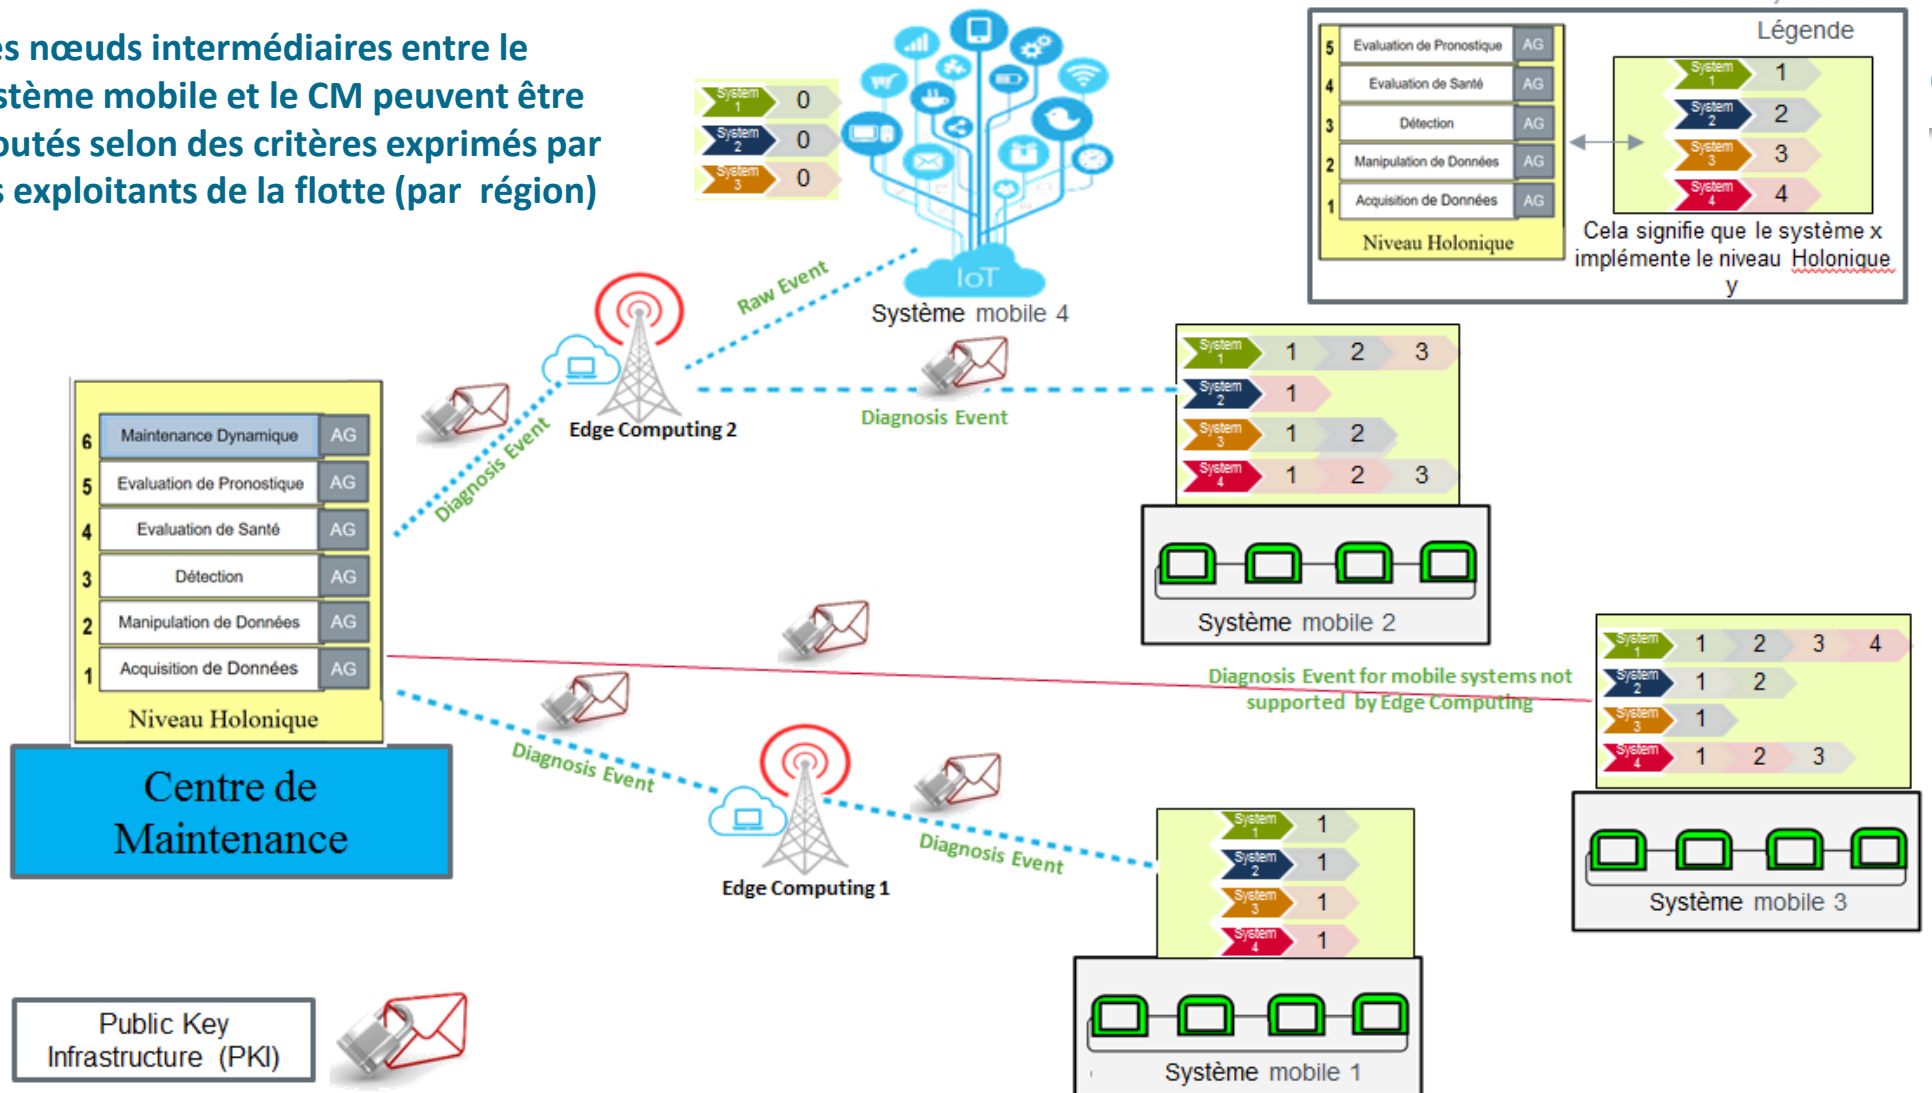 es nœuds intermédiaires entre le
stème mobile et le CM peuvent être
outés selon des critères exprimés par
s exploitants de la flotte (par région)
System 1 0
System 2 0
System 3 0
IoT
Système mobile 4
Légende
5 Evaluation de Pronostique AG
4 Evaluation de Santé AG
3 Détection AG
2 Manipulation de Données AG
1 Acquisition de Données AG
Niveau Holonique
System 1 1
System 2 2
System 3 3
System 4 4
Cela signifie que le système x
implémente le niveau Holonique
y
Raw Event
Edge Computing 2
Diagnosis Event
Diagnosis Event
System 1 1 2 3
System 2 1
System 3 1 2
System 4 1 2 3
Système mobile 2
6 Maintenance Dynamique AG
5 Evaluation de Pronostique AG
4 Evaluation de Santé AG
3 Détection AG
2 Manipulation de Données AG
1 Acquisition de Données AG
Niveau Holonique
Centre de
Maintenance
Diagnosis Event for mobile systems not
supported by Edge Computing
System 1 1 2 3 4
System 2 1 2
System 3 1
System 4 1 2 3
Système mobile 3
Diagnosis Event
Edge Computing 1
Diagnosis Event
System 1 1
System 2 1
System 3 1
System 4 1
Système mobile 1
Public Key
Infrastructure (PKI)